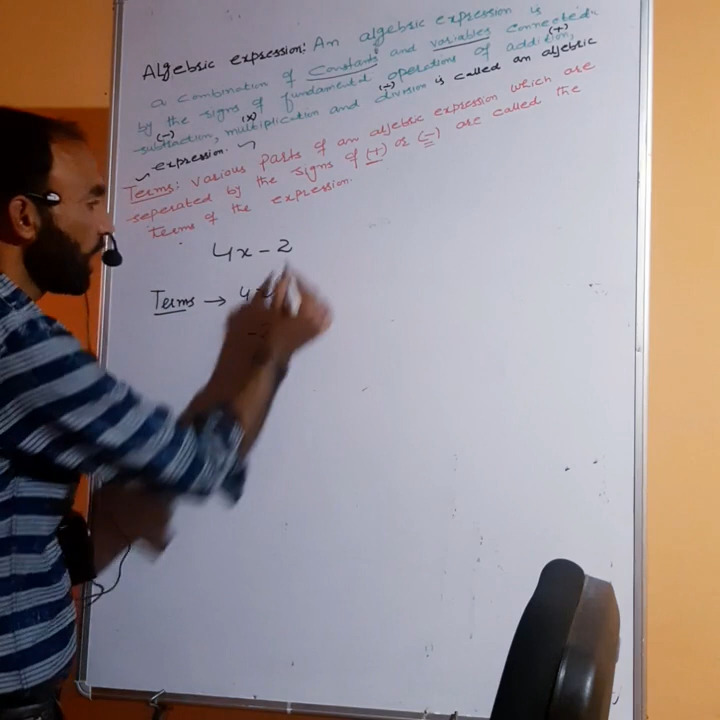 Algebric expression: An algebric expression is
a combination of Constants and variables connected
by the signs of fundamental operations of addition, (+)
subtraction, multiplication and division is called an algebric
(-) (x) (÷)
expression.
Terms: various parts of an algebric expression which are
seperated by the signs of (+) or (-) are called the
terms of the expression.
4x - 2
Terms → 4x
-2